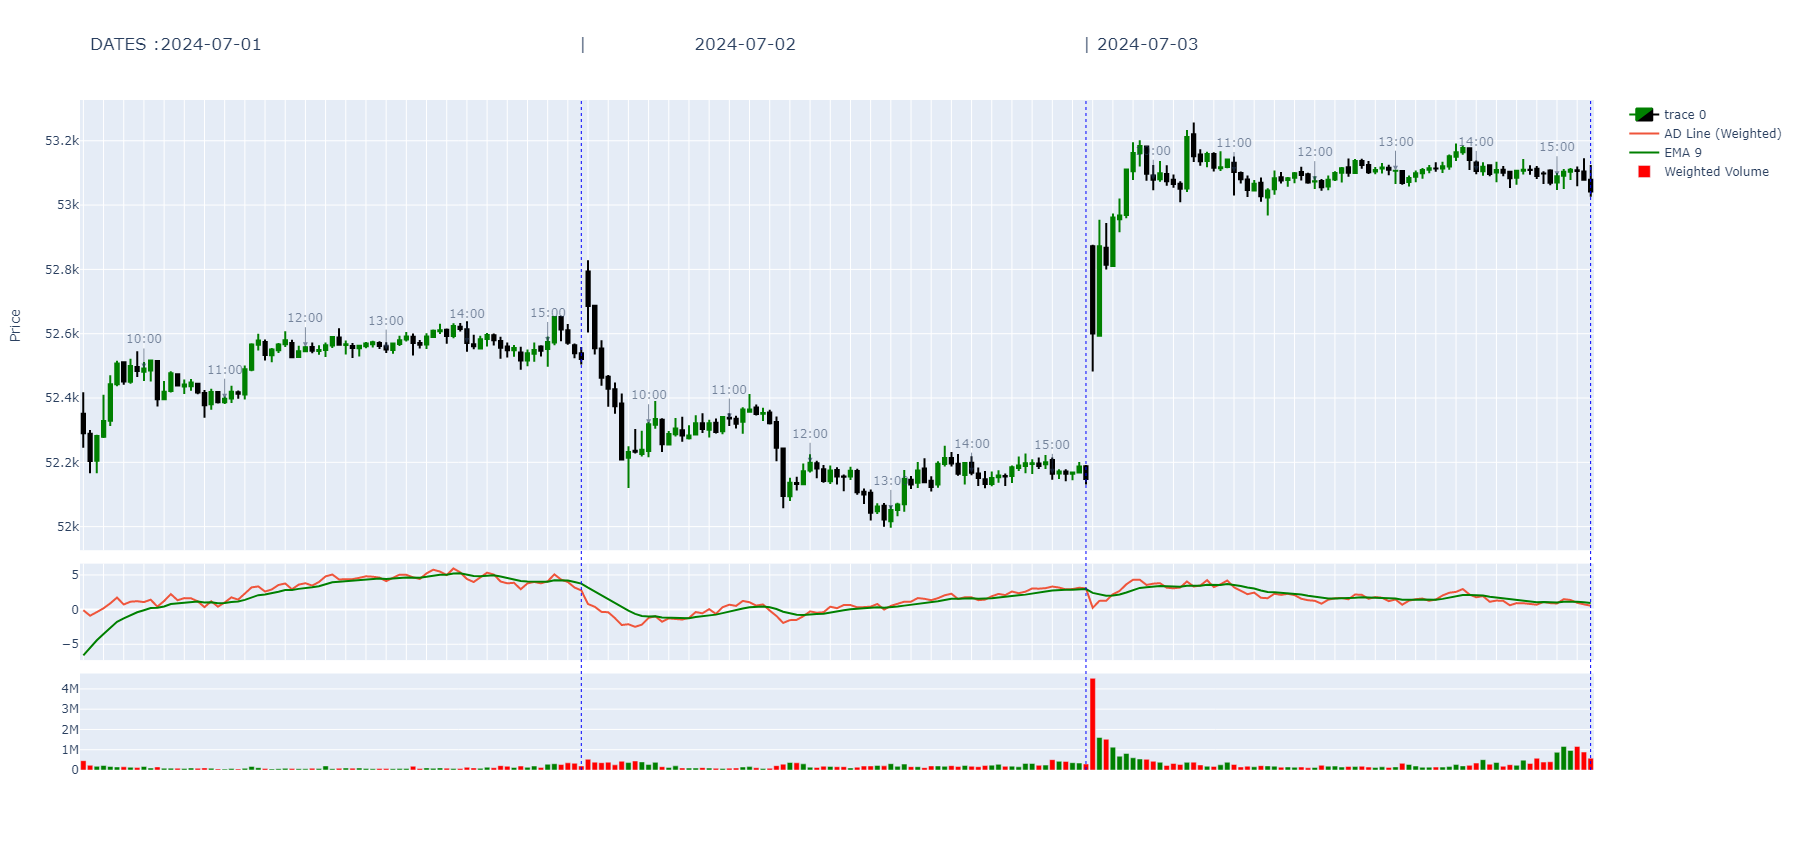 DATES :2024-07-01 | 2024-07-02 | 2024-07-03
trace 0
AD Line (Weighted)
EMA 9
Weighted Volume
Price
53.2k
53k
52.8k
52.6k
52.4k
52.2k
52k
10:00
11:00
12:00
13:00
14:00
15:00
10:00
11:00
12:00
13:00
14:00
15:00
:00
11:00
12:00
13:00
14:00
15:00
5
0
−5
4M
3M
2M
1M
0